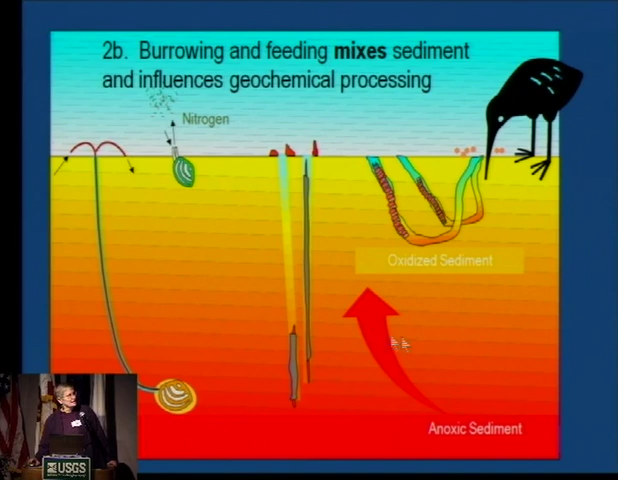 2b. Burrowing and feeding mixes sediment
and influences geochemical processing
Nitrogen
Oxidized Sediment
Anoxic Sediment
USGS